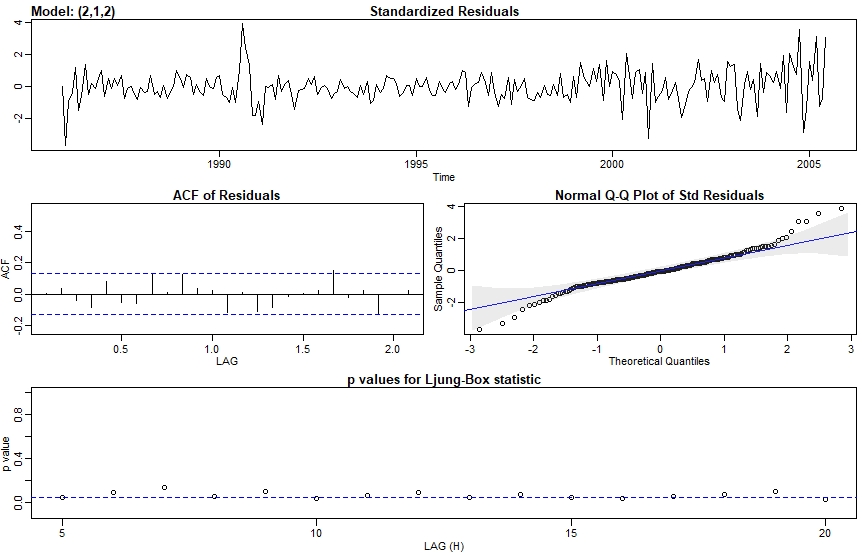 Model: (2,1,2)
Standardized Residuals
4
2
0
-2
1990
1995
2000
2005
Time
ACF of Residuals
ACF
0.4
0.2
0.0
-0.2
0.5
1.0
1.5
2.0
LAG
Normal Q-Q Plot of Std Residuals
Sample Quantiles
4
2
0
-2
-3
-2
-1
0
1
2
3
Theoretical Quantiles
p values for Ljung-Box statistic
p value
0.8
0.4
0.0
5
10
15
20
LAG (H)